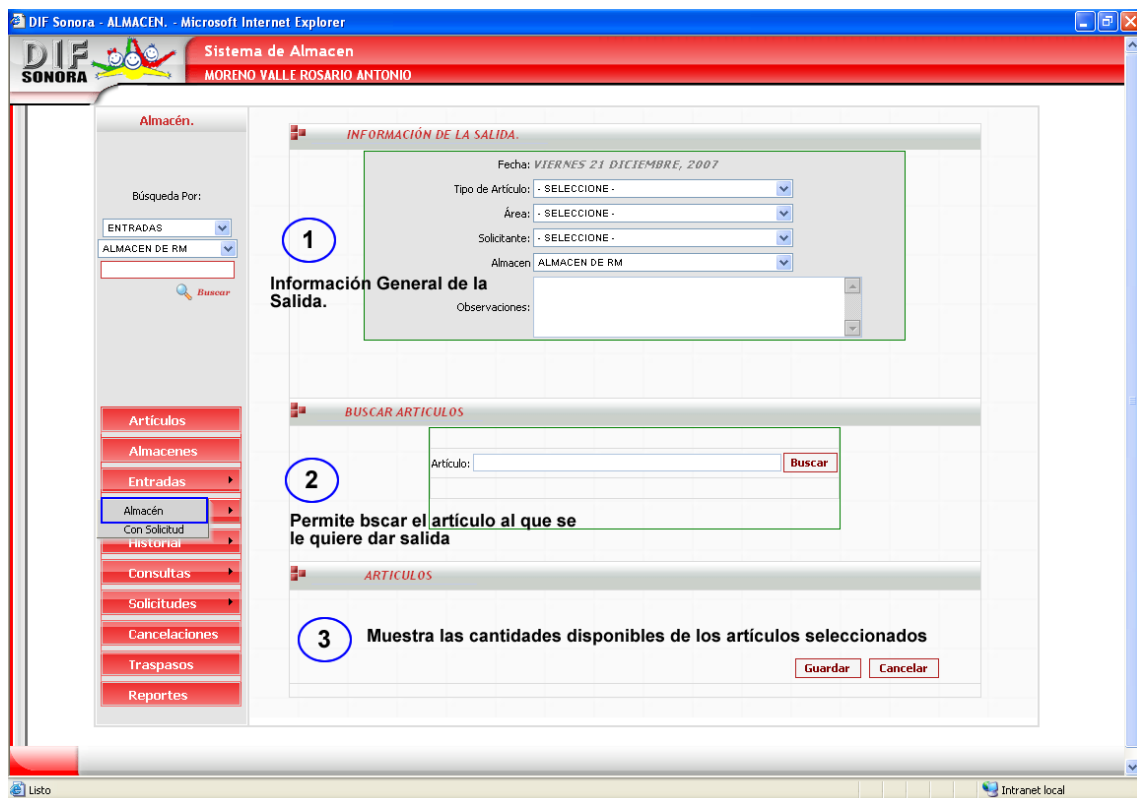 DIF Sonora - ALMACEN. - Microsoft Internet Explorer
DIF
SONORA
Sistema de Almacen
MORENO VALLE ROSARIO ANTONIO
Almacén.
Búsqueda Por:
ENTRADAS
ALMACEN DE RM
Buscar
Artículos
Almacenes
Entradas
Almacén
Con Solicitud
Historial
Consultas
Solicitudes
Cancelaciones
Traspasos
Reportes
INFORMACIÓN DE LA SALIDA.
Fecha: VIERNES 21 DICIEMBRE, 2007
Tipo de Artículo: - SELECCIONE -
Área: - SELECCIONE -
Solicitante: - SELECCIONE -
Almacen ALMACEN DE RM
Observaciones:
1
Información General de la
Salida.
BUSCAR ARTICULOS
Artículo: Buscar
2
Permite bscar el artículo al que se
le quiere dar salida
ARTICULOS
3 Muestra las cantidades disponibles de los artículos seleccionados
Guardar Cancelar
Listo
Intranet local